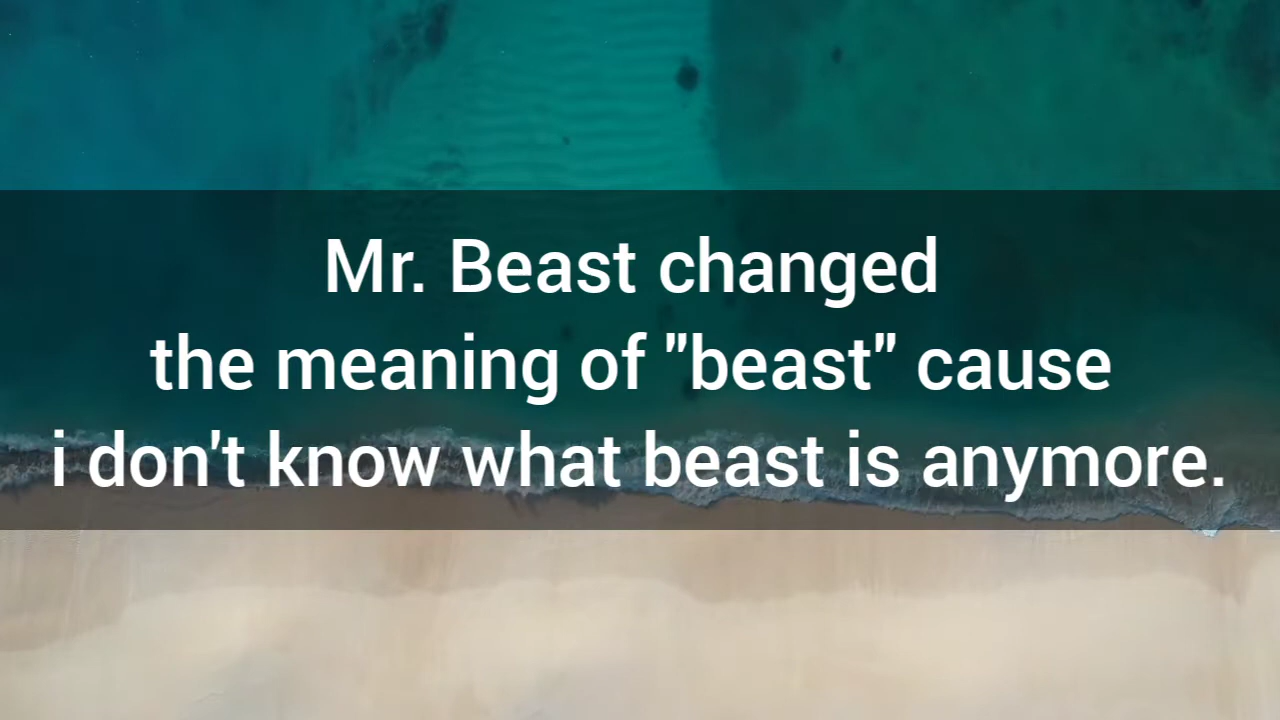 Mr. Beast changed
the meaning of "beast" cause
i don't know what beast is anymore.